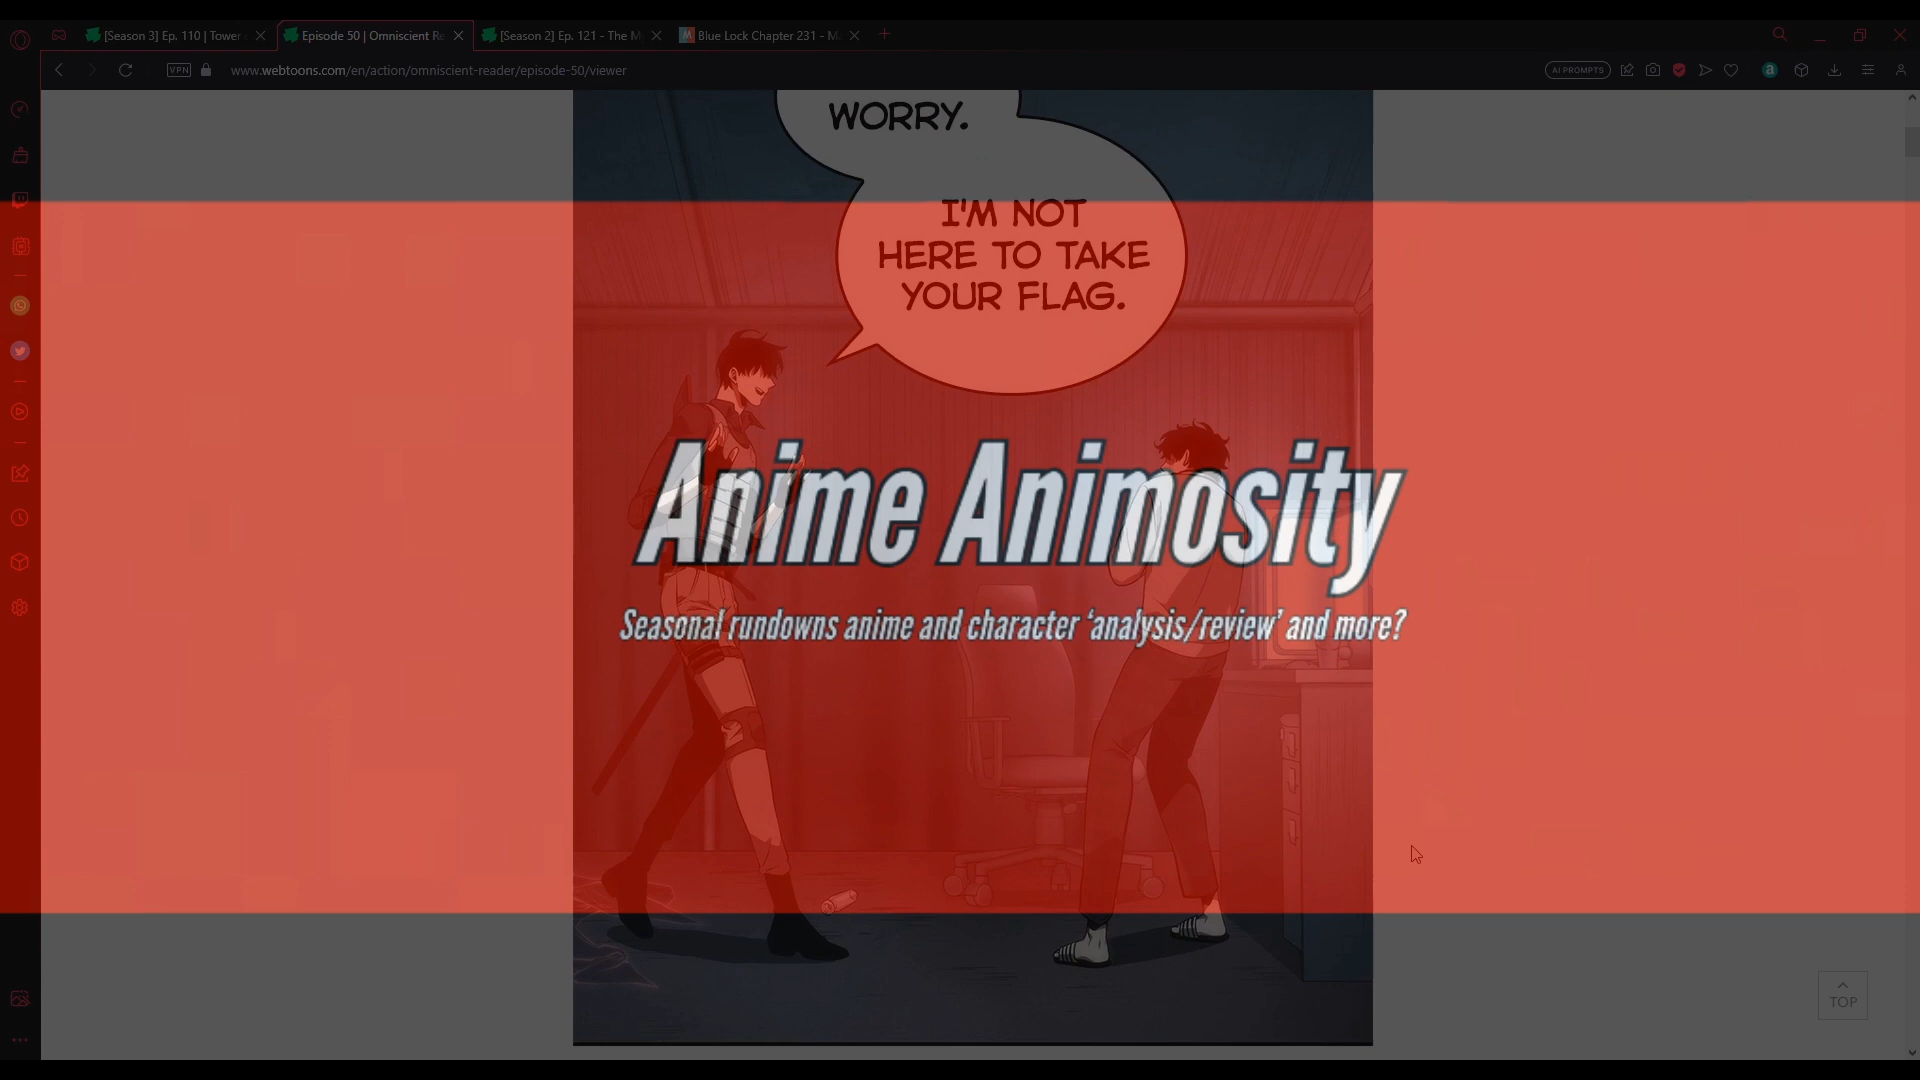 [Season 3] Ep. 110 | Tower
Episode 50 | Omniscient Re
[Season 2] Ep. 121 - The M
Blue Lock Chapter 231 - M
VPN
www.webtoons.com/en/action/omniscient-reader/episode-50/viewer
AI PROMPTS
WORRY.
I'M NOT
HERE TO TAKE
YOUR FLAG.
Anime Animosity
Seasonal rundowns anime and character 'analysis/review' and more?
TOP